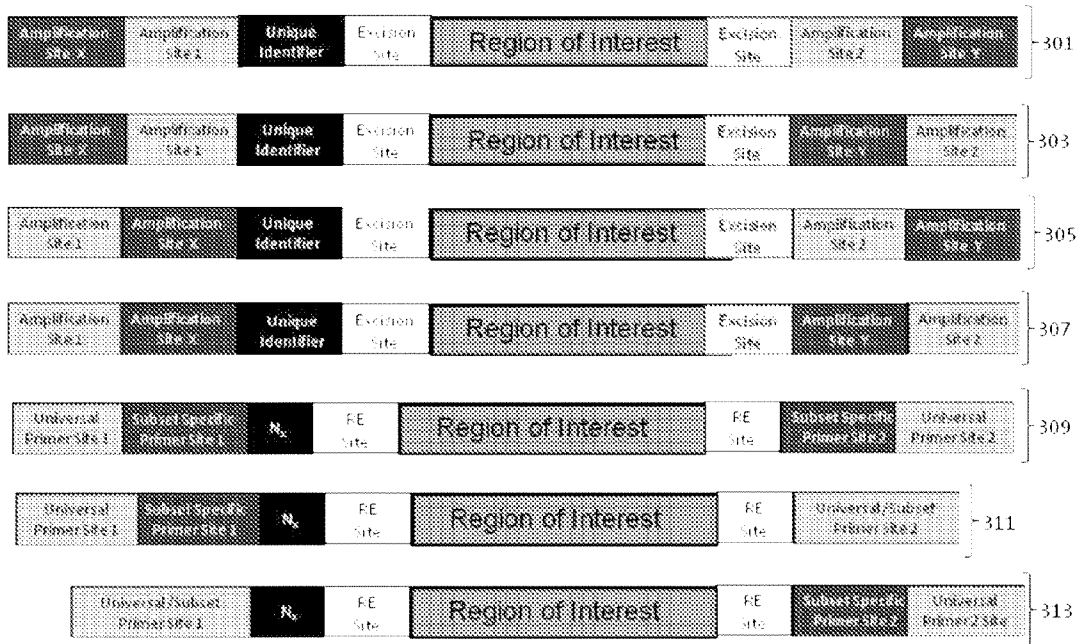 Amplification Site X Amplification Site 1 Unique Identifier Excision Site Region of Interest Excision Site Amplification Site 2 Amplification Site Y 301
Amplification Site X Amplification Site 1 Unique Identifier Excision Site Region of Interest Excision Site Amplification Site Y Amplification Site 2 303
Amplification Site 1 Amplification Site X Unique Identifier Excision Site Region of Interest Excision Site Amplification Site 2 Amplification Site Y 305
Amplification Site 1 Amplification Site X Unique Identifier Excision Site Region of Interest Excision Site Amplification Site Y Amplification Site 2 307
Universal Primer Site 1 Subset Specific Primer Site 1 Nx RE Site Region of Interest RE Site Subset Specific Primer Site 2 Universal Primer Site 2 309
Universal Primer Site 1 Subset Specific Primer Site 1 Nx RE Site Region of Interest RE Site Universal/Subset Primer Site 2 311
Universal/Subset Primer Site 1 Nx RE Site Region of Interest RE Site Subset Specific Primer Site 2 Universal Primer 2 Site 313